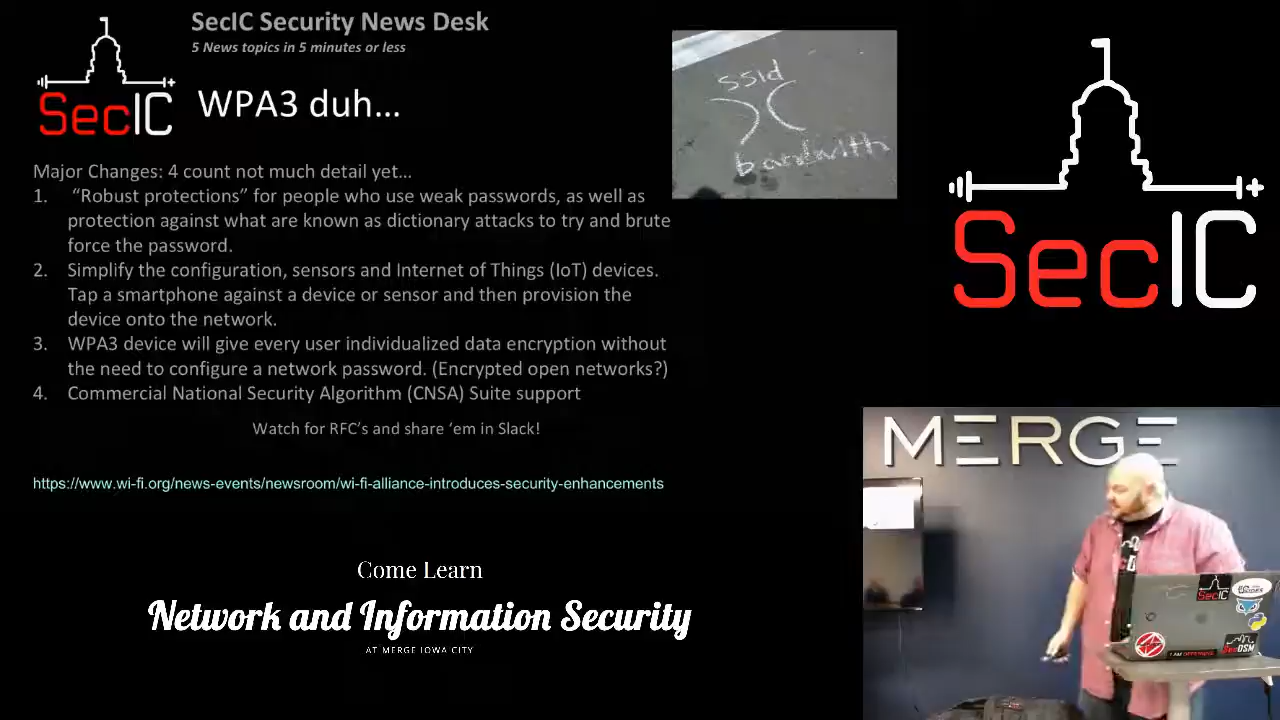 SecIC Security News Desk
5 News topics in 5 minutes or less
SecIC
WPA3 duh...
ssid
bandwith
Major Changes: 4 count not much detail yet...
1. “Robust protections” for people who use weak passwords, as well as
protection against what are known as dictionary attacks to try and brute
force the password.
2. Simplify the configuration, sensors and Internet of Things (IoT) devices.
Tap a smartphone against a device or sensor and then provision the
device onto the network.
3. WPA3 device will give every user individualized data encryption without
the need to configure a network password. (Encrypted open networks?)
4. Commercial National Security Algorithm (CNSA) Suite support
Watch for RFC’s and share ‘em in Slack!
https://www.wi-fi.org/news-events/newsroom/wi-fi-alliance-introduces-security-enhancements
Come Learn
Network and Information Security
AT MERGE IOWA CITY
SecIC
MERGE
SecIC
I AM OFFENSIVE
SecDSM